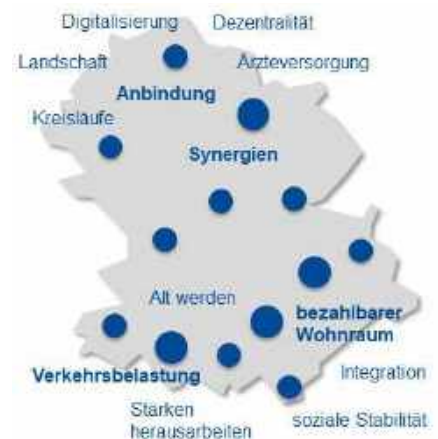 Digitalisierung
Dezentralität
Landschaft
Ärzteversorgung
Anbindung
Kreisläufe
Synergien
Alt werden
bezahlbarer
Wohnraum
Verkehrsbelastung
Integration
Stärken
herausarbeiten
soziale Stabilität